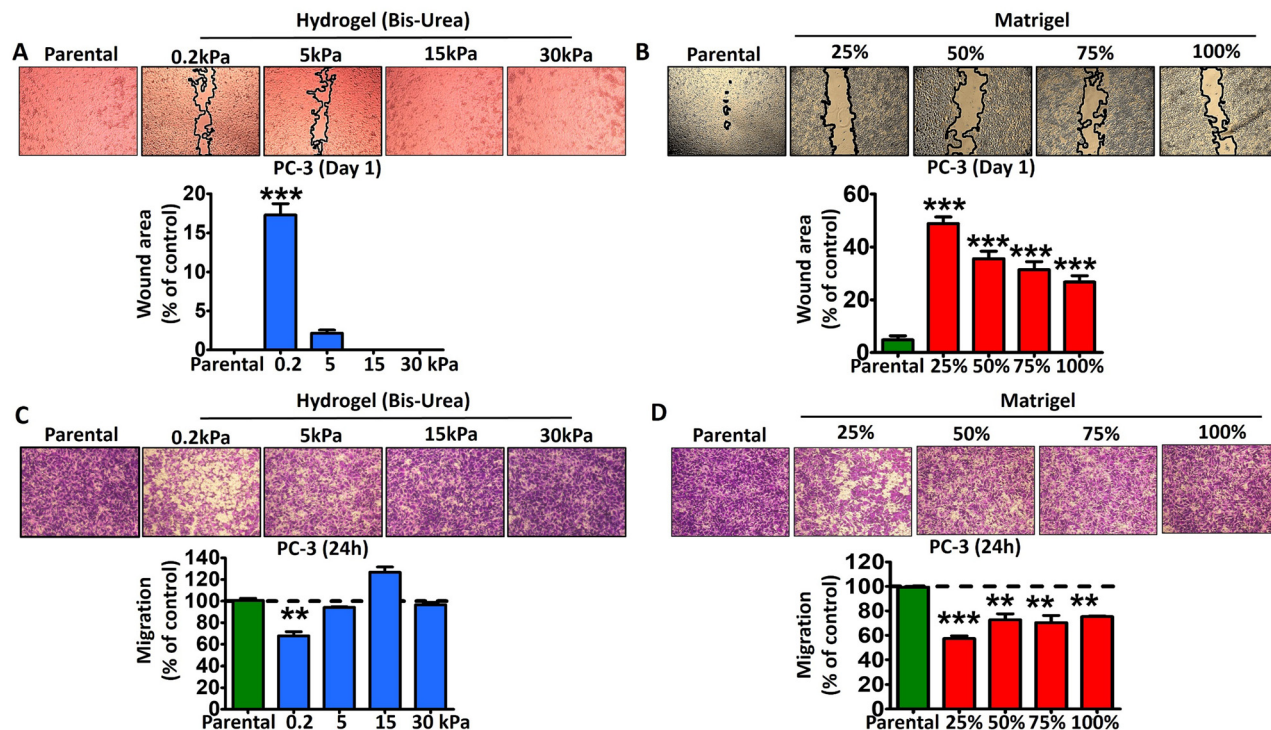 A
Hydrogel (Bis-Urea)
Parental 0.2kPa 5kPa 15kPa 30kPa
PC-3 (Day 1)
Wound area
(% of control)
20
15
10
5
0
***
Parental 0.2 5 15 30 kPa
B
Matrigel
Parental 25% 50% 75% 100%
PC-3 (Day 1)
Wound area
(% of control)
60
40
20
0
*** *** *** ***
Parental 25% 50% 75% 100%
C
Hydrogel (Bis-Urea)
Parental 0.2kPa 5kPa 15kPa 30kPa
PC-3 (24h)
Migration
(% of control)
140
120
100
80
60
40
20
0
**
Parental 0.2 5 15 30 kPa
D
Matrigel
Parental 25% 50% 75% 100%
PC-3 (24h)
Migration
(% of control)
120
100
80
60
40
20
0
*** ** ** **
Parental 25% 50% 75% 100%